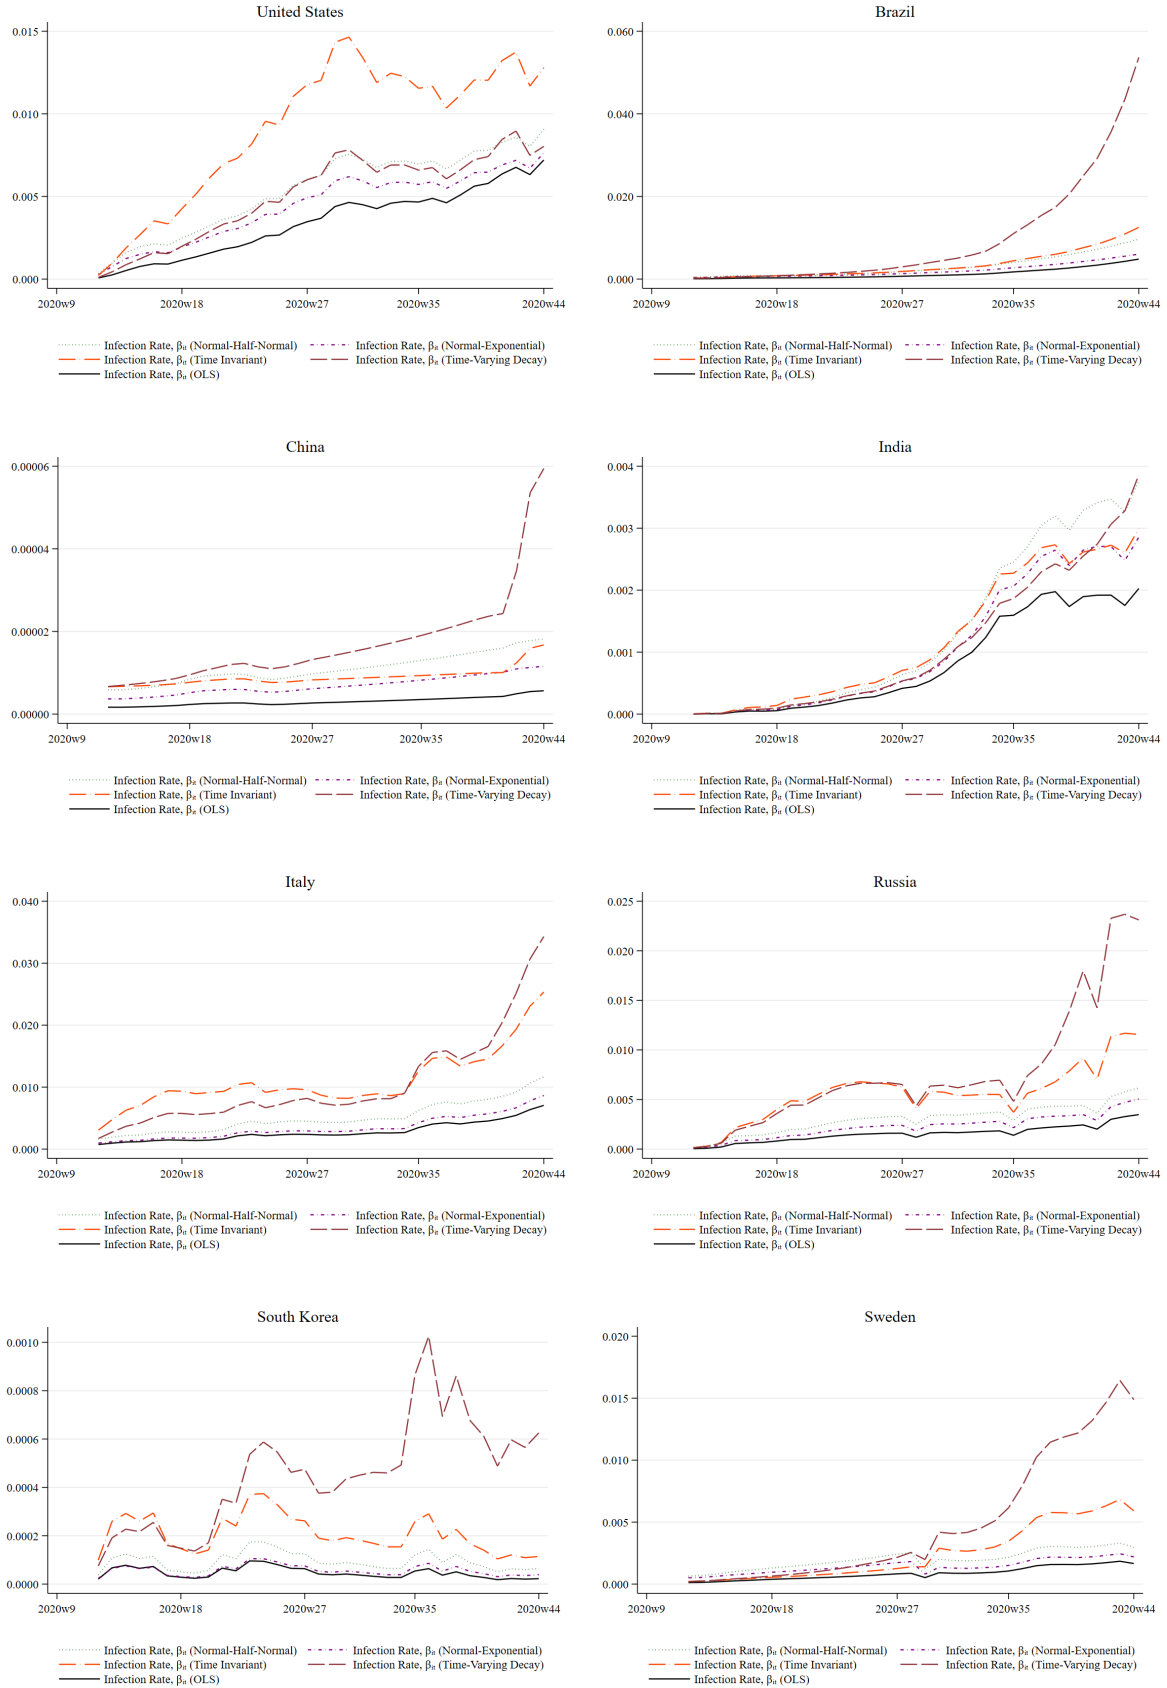 United States
0.015
0.010
0.005
0.000
2020w9 2020w18 2020w27 2020w35 2020w44
Infection Rate, βit (Normal-Half-Normal) Infection Rate, βit (Normal-Exponential)
Infection Rate, βit (Time Invariant) Infection Rate, βit (Time-Varying Decay)
Infection Rate, βit (OLS)
Brazil
0.060
0.040
0.020
0.000
2020w9 2020w18 2020w27 2020w35 2020w44
Infection Rate, βit (Normal-Half-Normal) Infection Rate, βit (Normal-Exponential)
Infection Rate, βit (Time Invariant) Infection Rate, βit (Time-Varying Decay)
Infection Rate, βit (OLS)
China
0.00006
0.00004
0.00002
0.00000
2020w9 2020w18 2020w27 2020w35 2020w44
Infection Rate, βit (Normal-Half-Normal) Infection Rate, βit (Normal-Exponential)
Infection Rate, βit (Time Invariant) Infection Rate, βit (Time-Varying Decay)
Infection Rate, βit (OLS)
India
0.004
0.003
0.002
0.001
0.000
2020w9 2020w18 2020w27 2020w35 2020w44
Infection Rate, βit (Normal-Half-Normal) Infection Rate, βit (Normal-Exponential)
Infection Rate, βit (Time Invariant) Infection Rate, βit (Time-Varying Decay)
Infection Rate, βit (OLS)
Italy
0.040
0.030
0.020
0.010
0.000
2020w9 2020w18 2020w27 2020w35 2020w44
Infection Rate, βit (Normal-Half-Normal) Infection Rate, βit (Normal-Exponential)
Infection Rate, βit (Time Invariant) Infection Rate, βit (Time-Varying Decay)
Infection Rate, βit (OLS)
Russia
0.025
0.020
0.015
0.010
0.005
0.000
2020w9 2020w18 2020w27 2020w35 2020w44
Infection Rate, βit (Normal-Half-Normal) Infection Rate, βit (Normal-Exponential)
Infection Rate, βit (Time Invariant) Infection Rate, βit (Time-Varying Decay)
Infection Rate, βit (OLS)
South Korea
0.0010
0.0008
0.0006
0.0004
0.0002
0.0000
2020w9 2020w18 2020w27 2020w35 2020w44
Infection Rate, βit (Normal-Half-Normal) Infection Rate, βit (Normal-Exponential)
Infection Rate, βit (Time Invariant) Infection Rate, βit (Time-Varying Decay)
Infection Rate, βit (OLS)
Sweden
0.020
0.015
0.010
0.005
0.000
2020w9 2020w18 2020w27 2020w35 2020w44
Infection Rate, βit (Normal-Half-Normal) Infection Rate, βit (Normal-Exponential)
Infection Rate, βit (Time Invariant) Infection Rate, βit (Time-Varying Decay)
Infection Rate, βit (OLS)